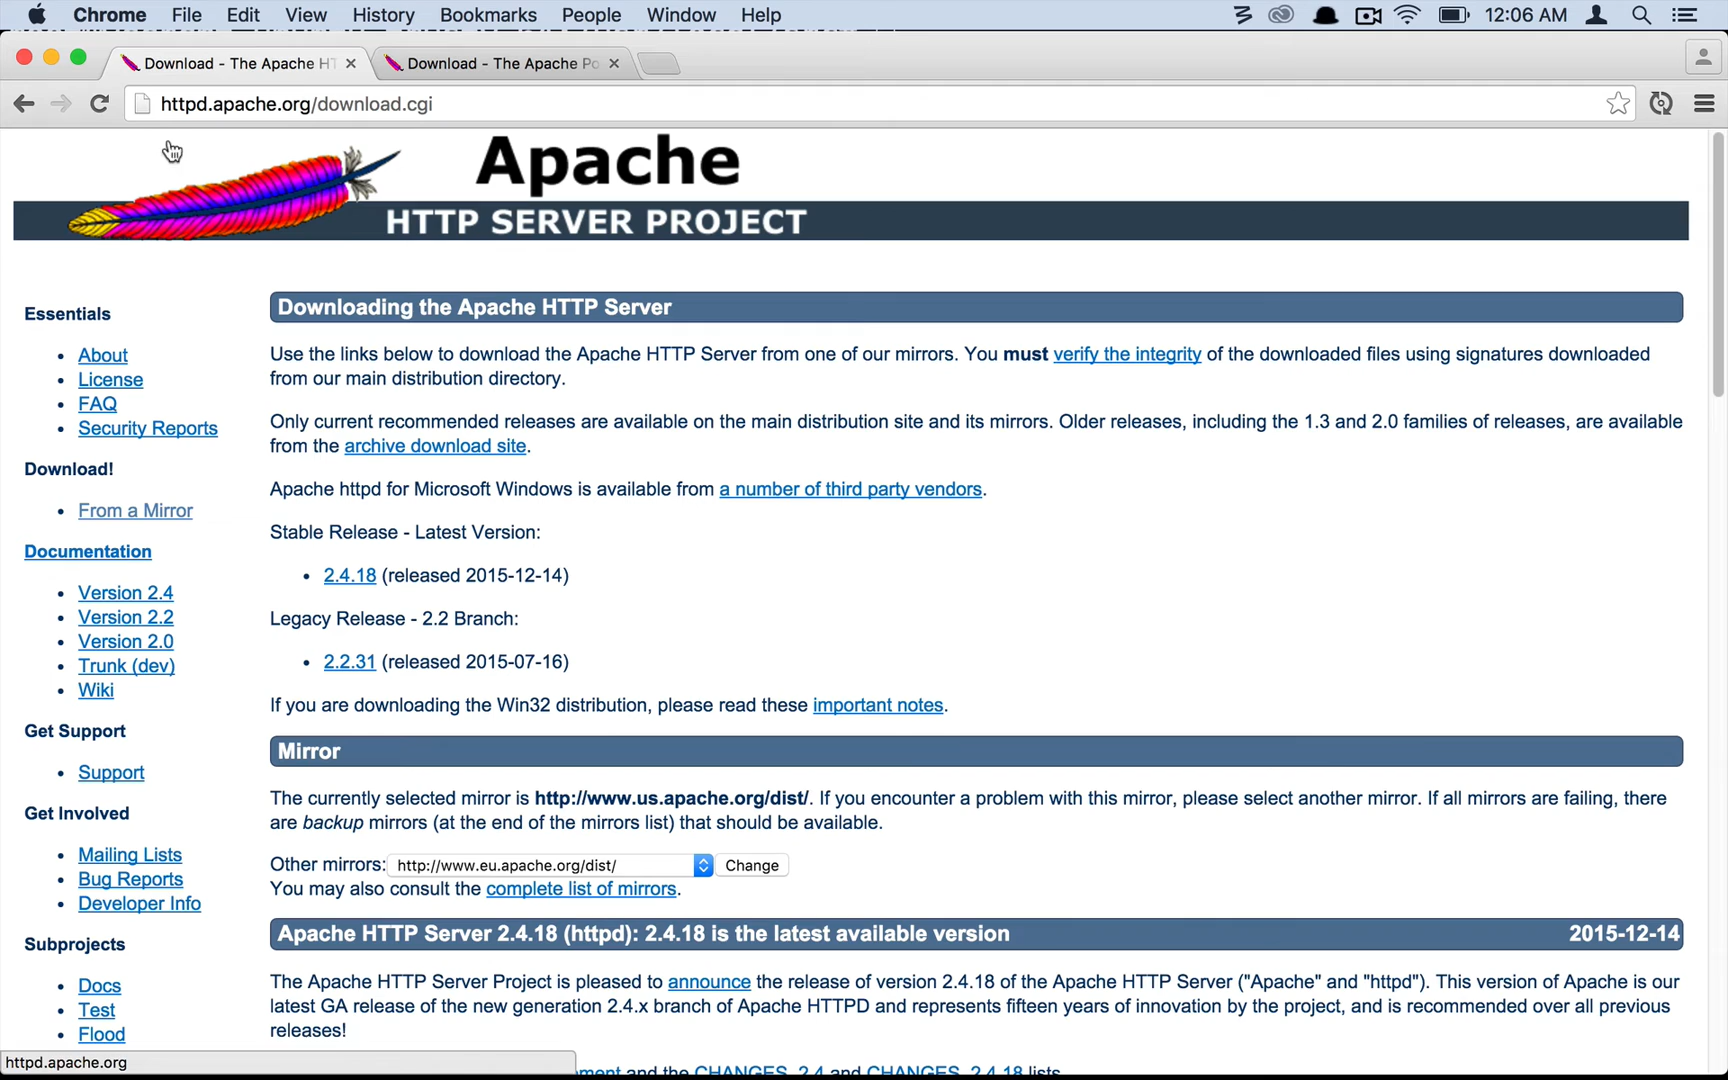 Chrome File Edit View History Bookmarks People Window Help 12:06 AM
Download - The Apache HT Download - The Apache Po
httpd.apache.org/download.cgi
Apache
HTTP SERVER PROJECT
Essentials
About
License
FAQ
Security Reports
Download!
From a Mirror
Documentation
Version 2.4
Version 2.2
Version 2.0
Trunk (dev)
Wiki
Get Support
Support
Get Involved
Mailing Lists
Bug Reports
Developer Info
Subprojects
Docs
Test
Flood
Downloading the Apache HTTP Server
Use the links below to download the Apache HTTP Server from one of our mirrors. You must verify the integrity of the downloaded files using signatures downloaded
from our main distribution directory.
Only current recommended releases are available on the main distribution site and its mirrors. Older releases, including the 1.3 and 2.0 families of releases, are available
from the archive download site.
Apache httpd for Microsoft Windows is available from a number of third party vendors.
Stable Release - Latest Version:
2.4.18 (released 2015-12-14)
Legacy Release - 2.2 Branch:
2.2.31 (released 2015-07-16)
If you are downloading the Win32 distribution, please read these important notes.
Mirror
The currently selected mirror is http://www.us.apache.org/dist/. If you encounter a problem with this mirror, please select another mirror. If all mirrors are failing, there
are backup mirrors (at the end of the mirrors list) that should be available.
Other mirrors: http://www.eu.apache.org/dist/ Change
You may also consult the complete list of mirrors.
Apache HTTP Server 2.4.18 (httpd): 2.4.18 is the latest available version 2015-12-14
The Apache HTTP Server Project is pleased to announce the release of version 2.4.18 of the Apache HTTP Server ("Apache" and "httpd"). This version of Apache is our
latest GA release of the new generation 2.4.x branch of Apache HTTPD and represents fifteen years of innovation by the project, and is recommended over all previous
releases!
and the CHANGES_2.4 and CHANGES_2.4.18 lists
httpd.apache.org